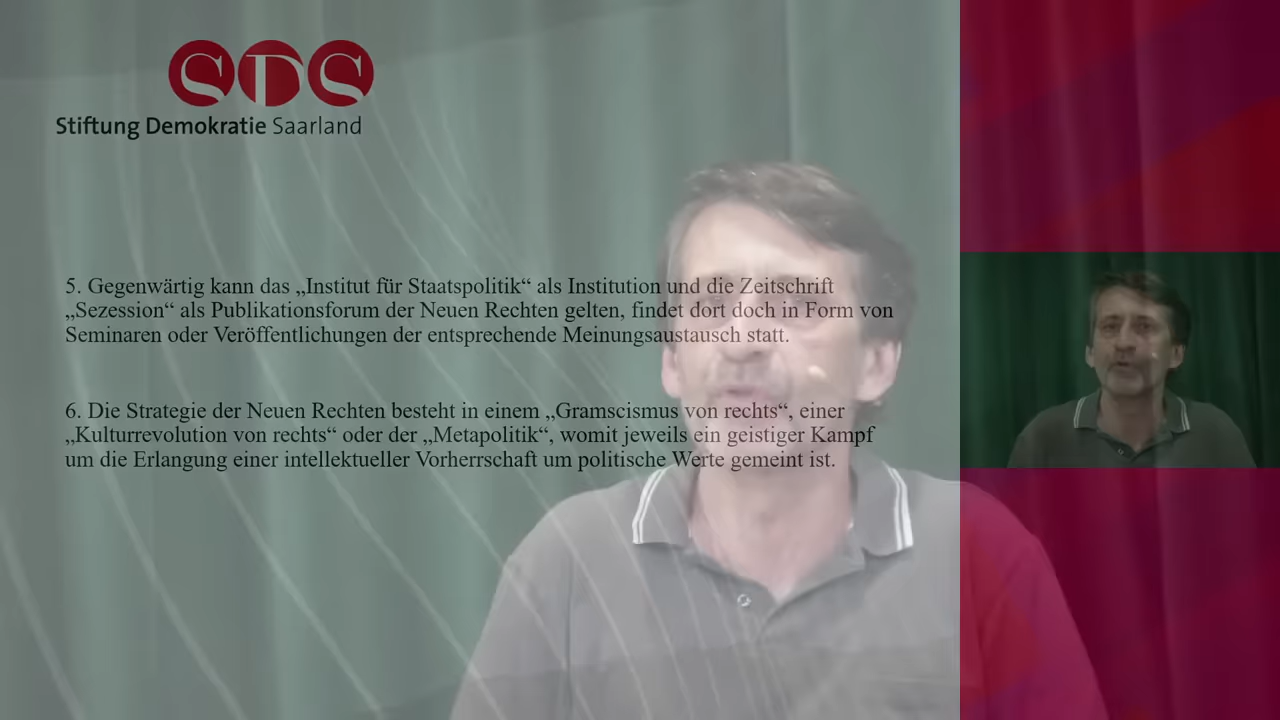 SDS
Stiftung Demokratie Saarland
5. Gegenwärtig kann das „Institut für Staatspolitik“ als Institution und die Zeitschrift
„Sezession“ als Publikationsforum der Neuen Rechten gelten, findet dort doch in Form von
Seminaren oder Veröffentlichungen der entsprechende Meinungsaustausch statt.
6. Die Strategie der Neuen Rechten besteht in einem „Gramscismus von rechts“, einer
„Kulturrevolution von rechts“ oder der „Metapolitik“, womit jeweils ein geistiger Kampf
um die Erlangung einer intellektueller Vorherrschaft um politische Werte gemeint ist.